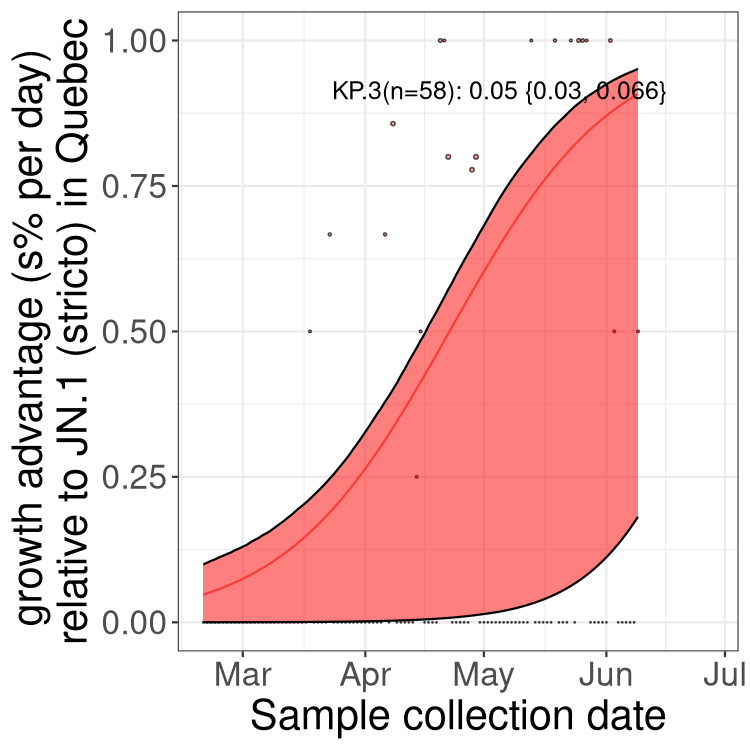 growth advantage (s% per day)
relative to JN.1 (stricto) in Quebec
1.00
0.75
0.50
0.25
0.00
KP.3(n=58): 0.05 {0.03, 0.066}
Mar Apr May Jun Jul
Sample collection date